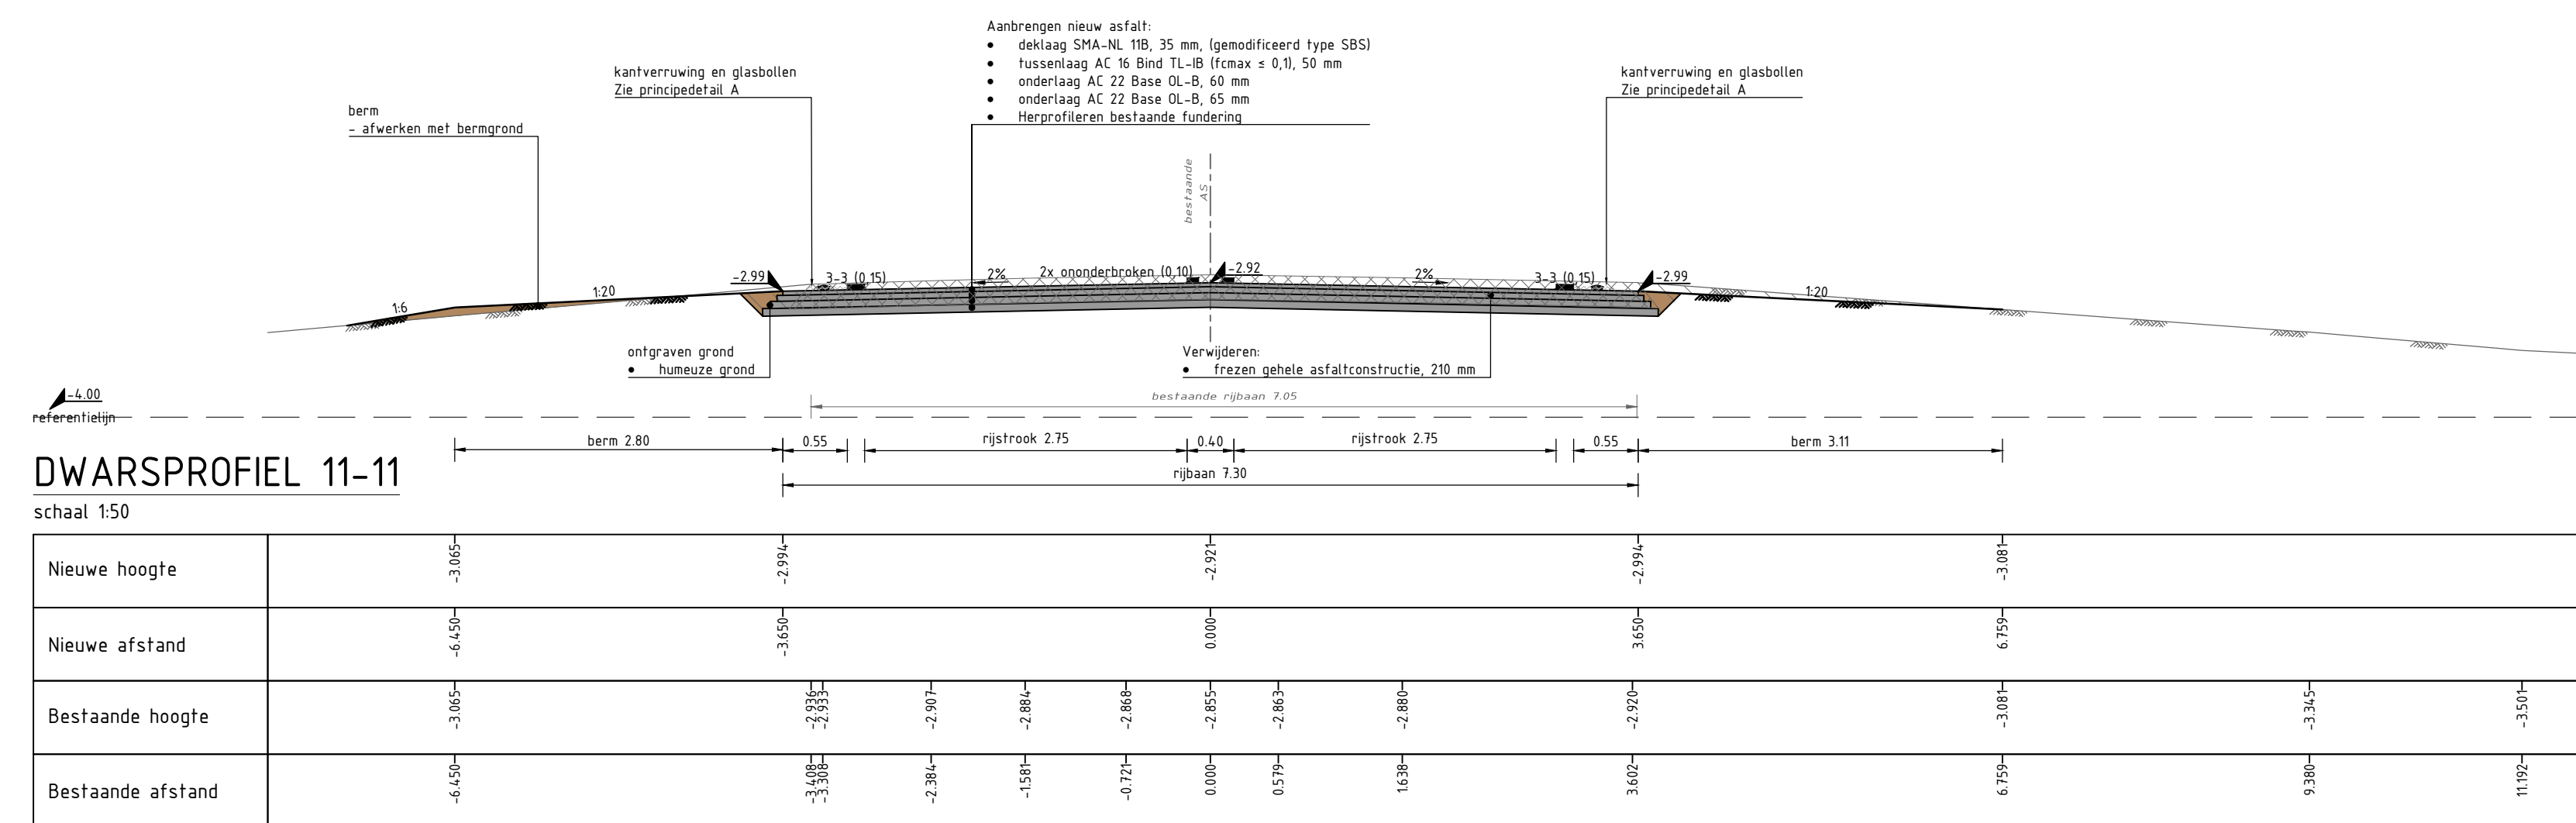 Aanbrengen nieuw asfalt:
• deklaag SMA-NL 11B, 35 mm, (gemodificeerd type SBS)
• tussenlaag AC 16 Bind TL-IB (fcmax ≤ 0,1), 50 mm
• onderlaag AC 22 Base OL-B, 60 mm
• onderlaag AC 22 Base OL-B, 65 mm
• Herprofileren bestaande fundering
kantverruwing en glasbollen
Zie principedetail A
kantverruwing en glasbollen
Zie principedetail A
berm
- afwerken met bermgrond
bestaande
AS
1:6
1:20
-2.99
3-3 (0,15)
2%
2x ononderbroken (0,10)
-2.92
2%
3-3 (0,15)
-2.99
1:20
ontgraven grond
• humeuze grond
Verwijderen:
• frezen gehele asfaltconstructie, 210 mm
-4.00
referentielijn
bestaande rijbaan 7.05
berm 2.80
0.55
rijstrook 2.75
0.40
rijstrook 2.75
0.55
berm 3.11
rijbaan 7.30
DWARSPROFIEL 11-11
schaal 1:50
Nieuwe hoogte
-3.065
-2.994
-2.921
-2.994
-3.081
Nieuwe afstand
-6.450
-3.650
0.000
3.650
6.759
Bestaande hoogte
-3.065
-2.936
-2.933
-2.907
-2.884
-2.868
-2.855
-2.863
-2.880
-2.920
-3.081
-3.345
-3.501
Bestaande afstand
-6.450
-3.408
-3.308
-2.384
-1.581
-0.721
0.000
0.579
1.638
3.602
6.759
9.380
11.192